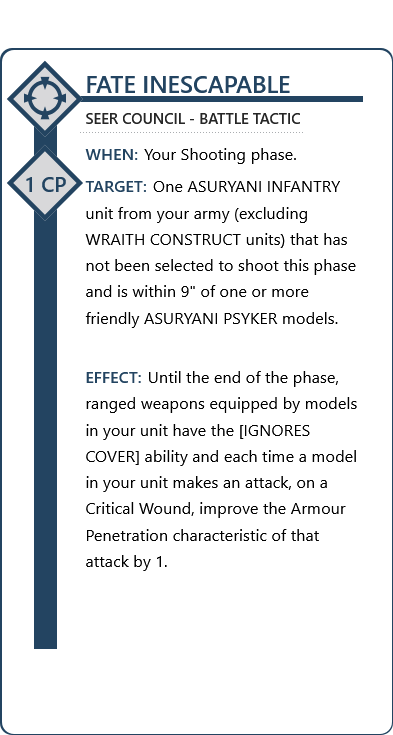 FATE INESCAPABLE
SEER COUNCIL - BATTLE TACTIC
WHEN: Your Shooting phase.
1 CP
TARGET: One ASURYANI INFANTRY
unit from your army (excluding
WRAITH CONSTRUCT units) that has
not been selected to shoot this phase
and is within 9" of one or more
friendly ASURYANI PSYKER models.
EFFECT: Until the end of the phase,
ranged weapons equipped by models
in your unit have the [IGNORES
COVER] ability and each time a model
in your unit makes an attack, on a
Critical Wound, improve the Armour
Penetration characteristic of that
attack by 1.